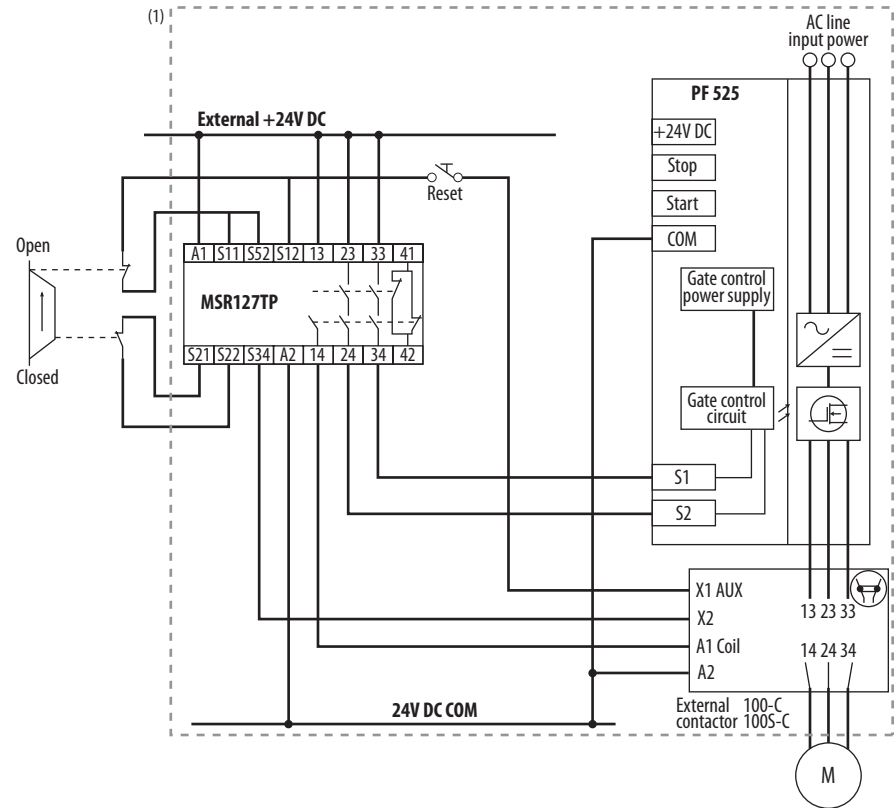 (1)
AC line
input power
PF 525
External +24V DC
+24V DC
Stop
Start
COM
Reset
Open
Closed
A1 S11 S52 S12 13 23 33 41
MSR127TP
S21 S22 S34 A2 14 24 34 42
Gate control
power supply
Gate control
circuit
S1
S2
X1 AUX
X2
A1 Coil
A2
13 23 33
14 24 34
24V DC COM
External 100-C
contactor 100S-C
M